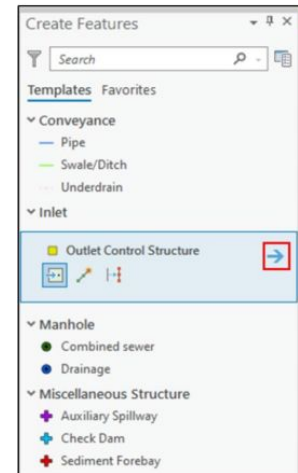 Create Features
Search
Templates Favorites
Conveyance
Pipe
Swale/Ditch
Underdrain
Inlet
Outlet Control Structure
Manhole
Combined sewer
Drainage
Miscellaneous Structure
Auxiliary Spillway
Check Dam
Sediment Forebay